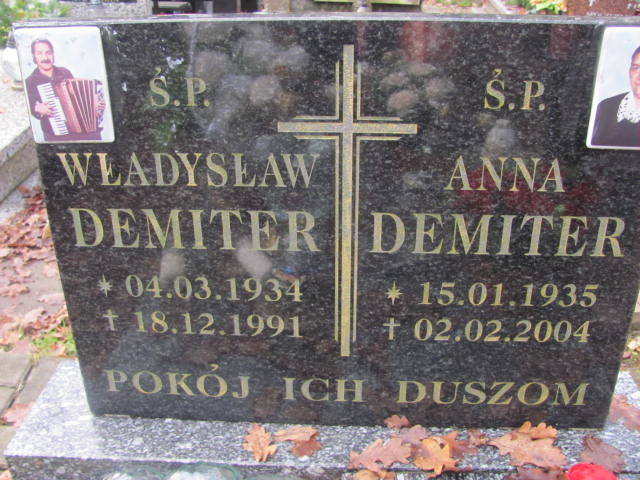 Ś.P.
WŁADYSŁAW
DEMITER
* 04.03.1934
† 18.12.1991
Ś.P.
ANNA
DEMITER
* 15.01.1935
† 02.02.2004
POKÓJ ICH DUSZOM